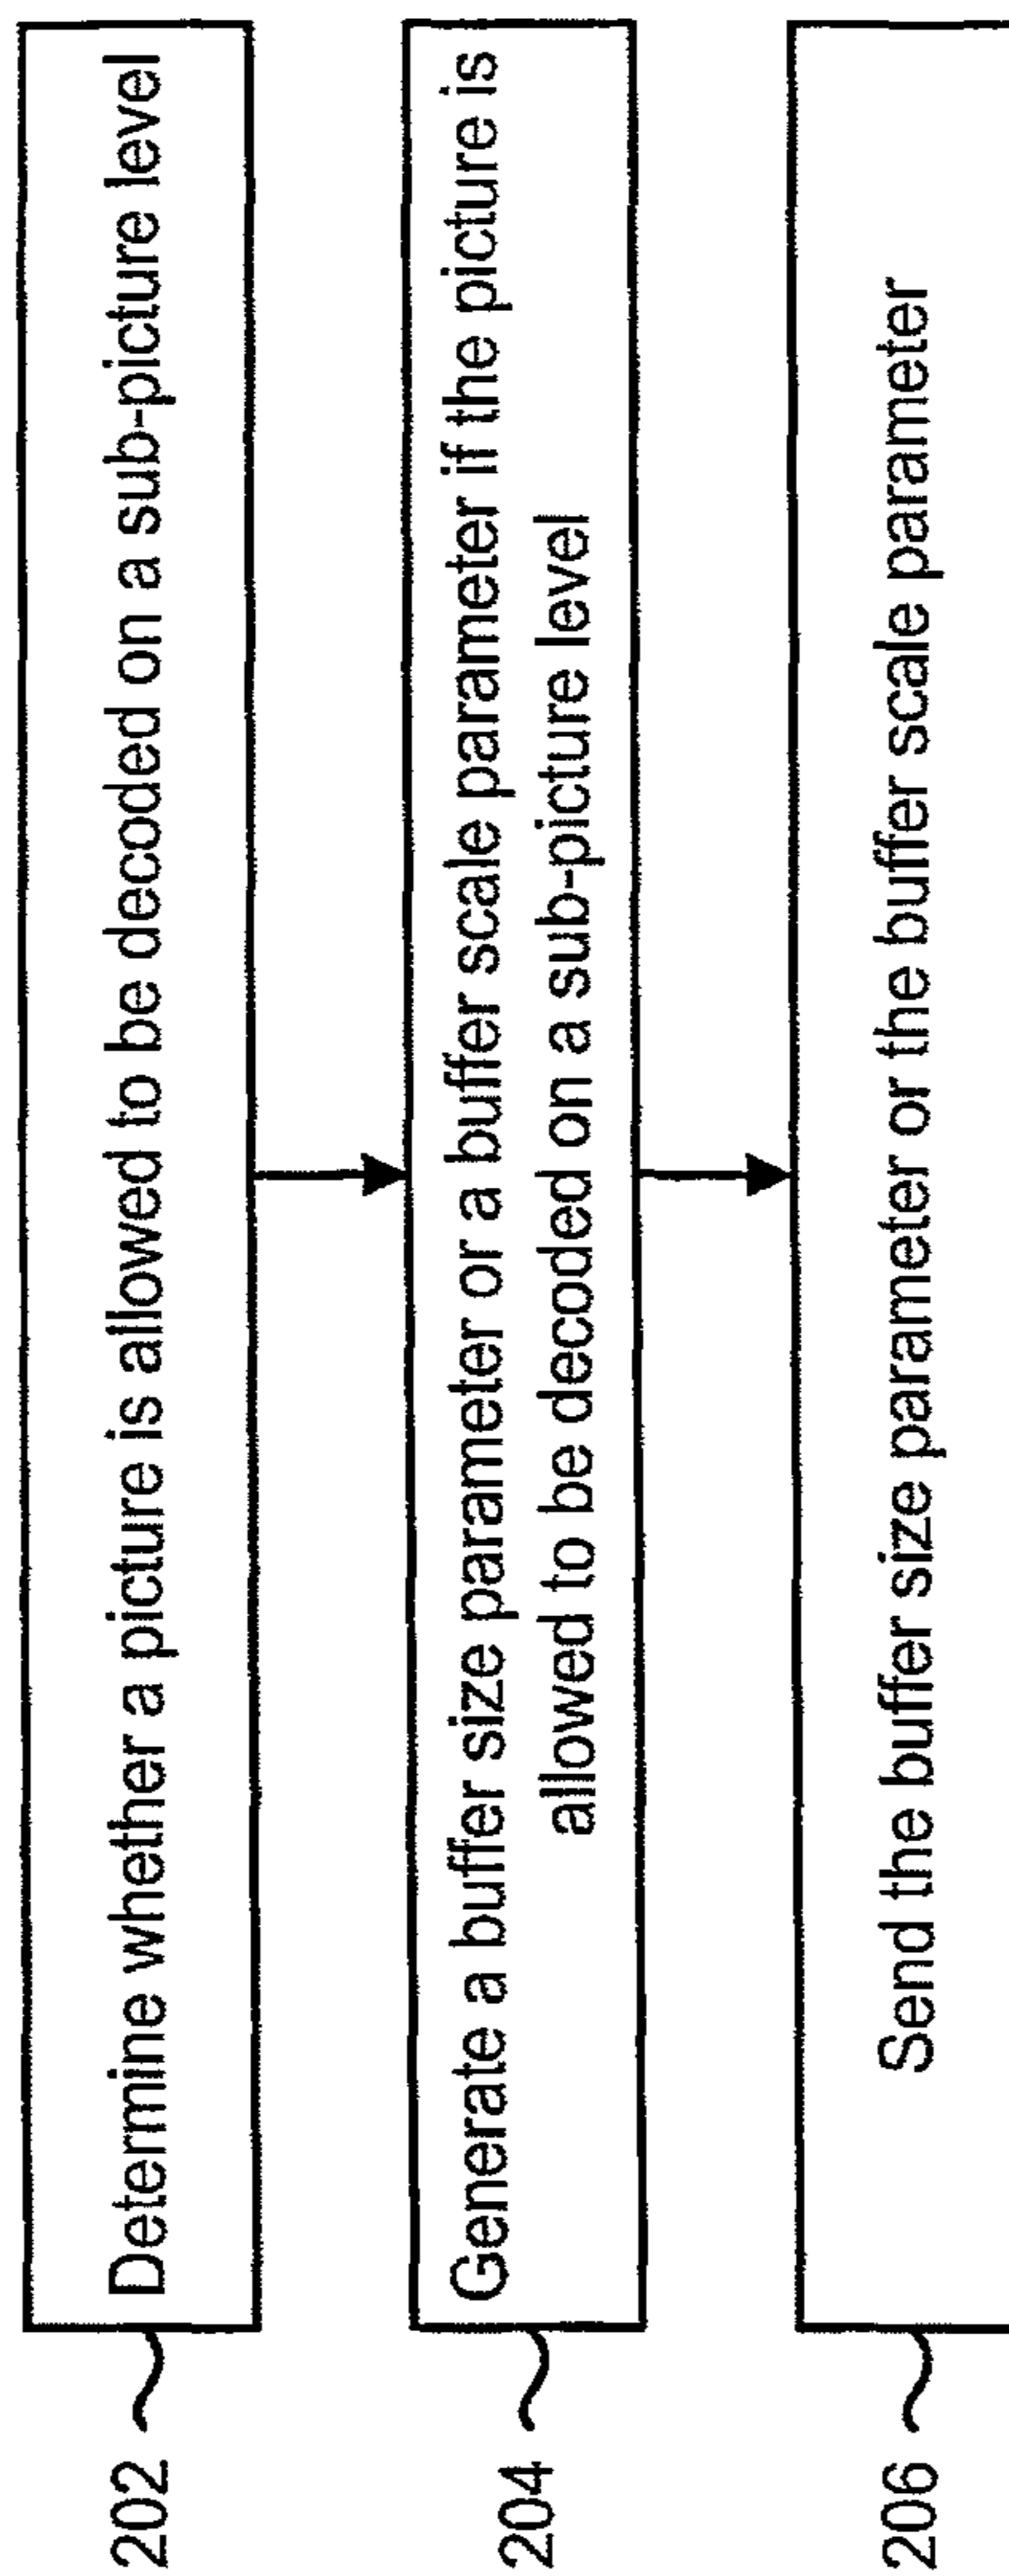 202
Determine whether a picture is allowed to be decoded on a sub-picture level
204
Generate a buffer size parameter or a buffer scale parameter if the picture is
allowed to be decoded on a sub-picture level
206
Send the buffer size parameter or the buffer scale parameter